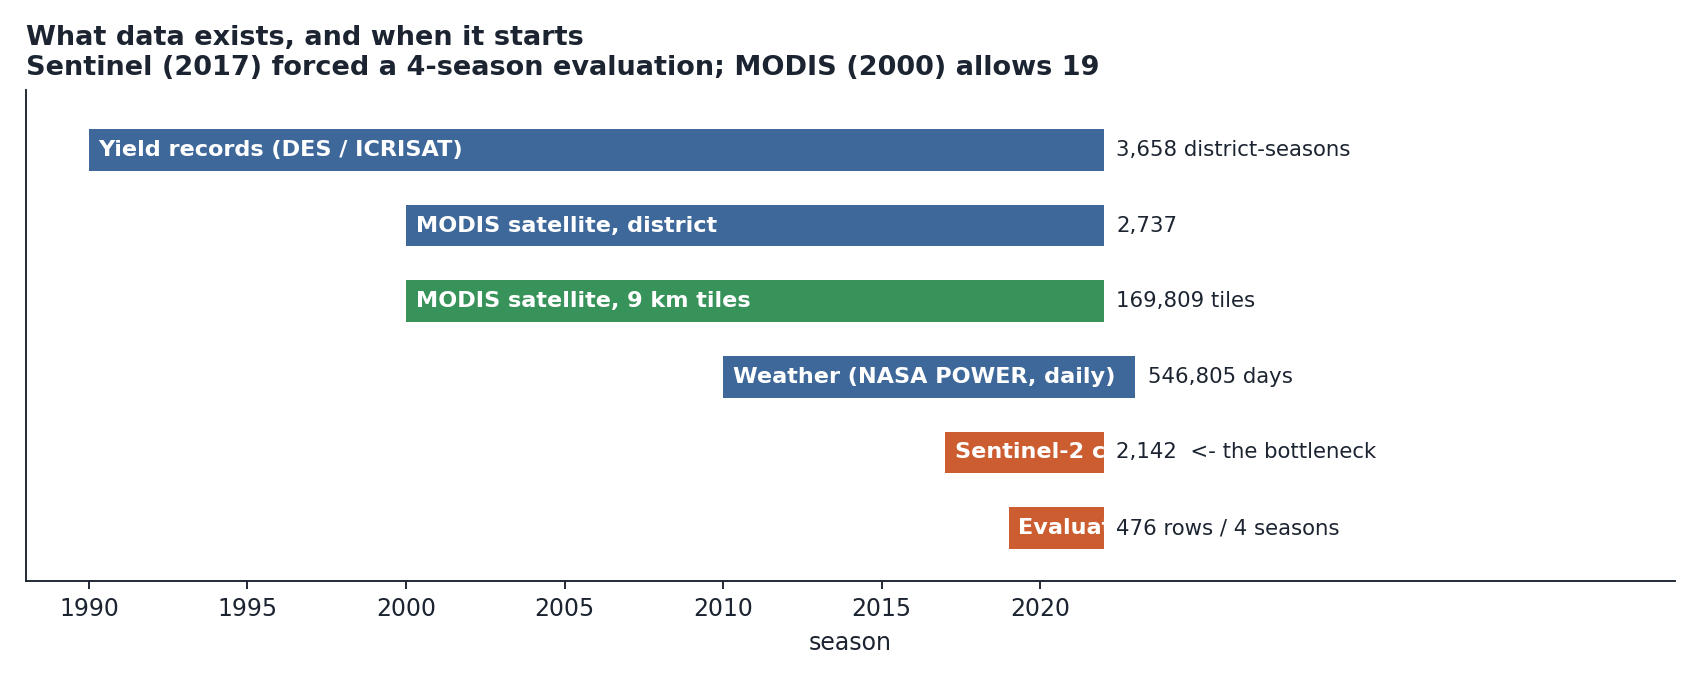 What data exists, and when it starts
Sentinel (2017) forced a 4-season evaluation; MODIS (2000) allows 19
Yield records (DES / ICRISAT) 3,658 district-seasons
MODIS satellite, district 2,737
MODIS satellite, 9 km tiles 169,809 tiles
Weather (NASA POWER, daily) 546,805 days
Sentinel-2 c 2,142 <- the bottleneck
Evaluat 476 rows / 4 seasons
1990 1995 2000 2005 2010 2015 2020
season